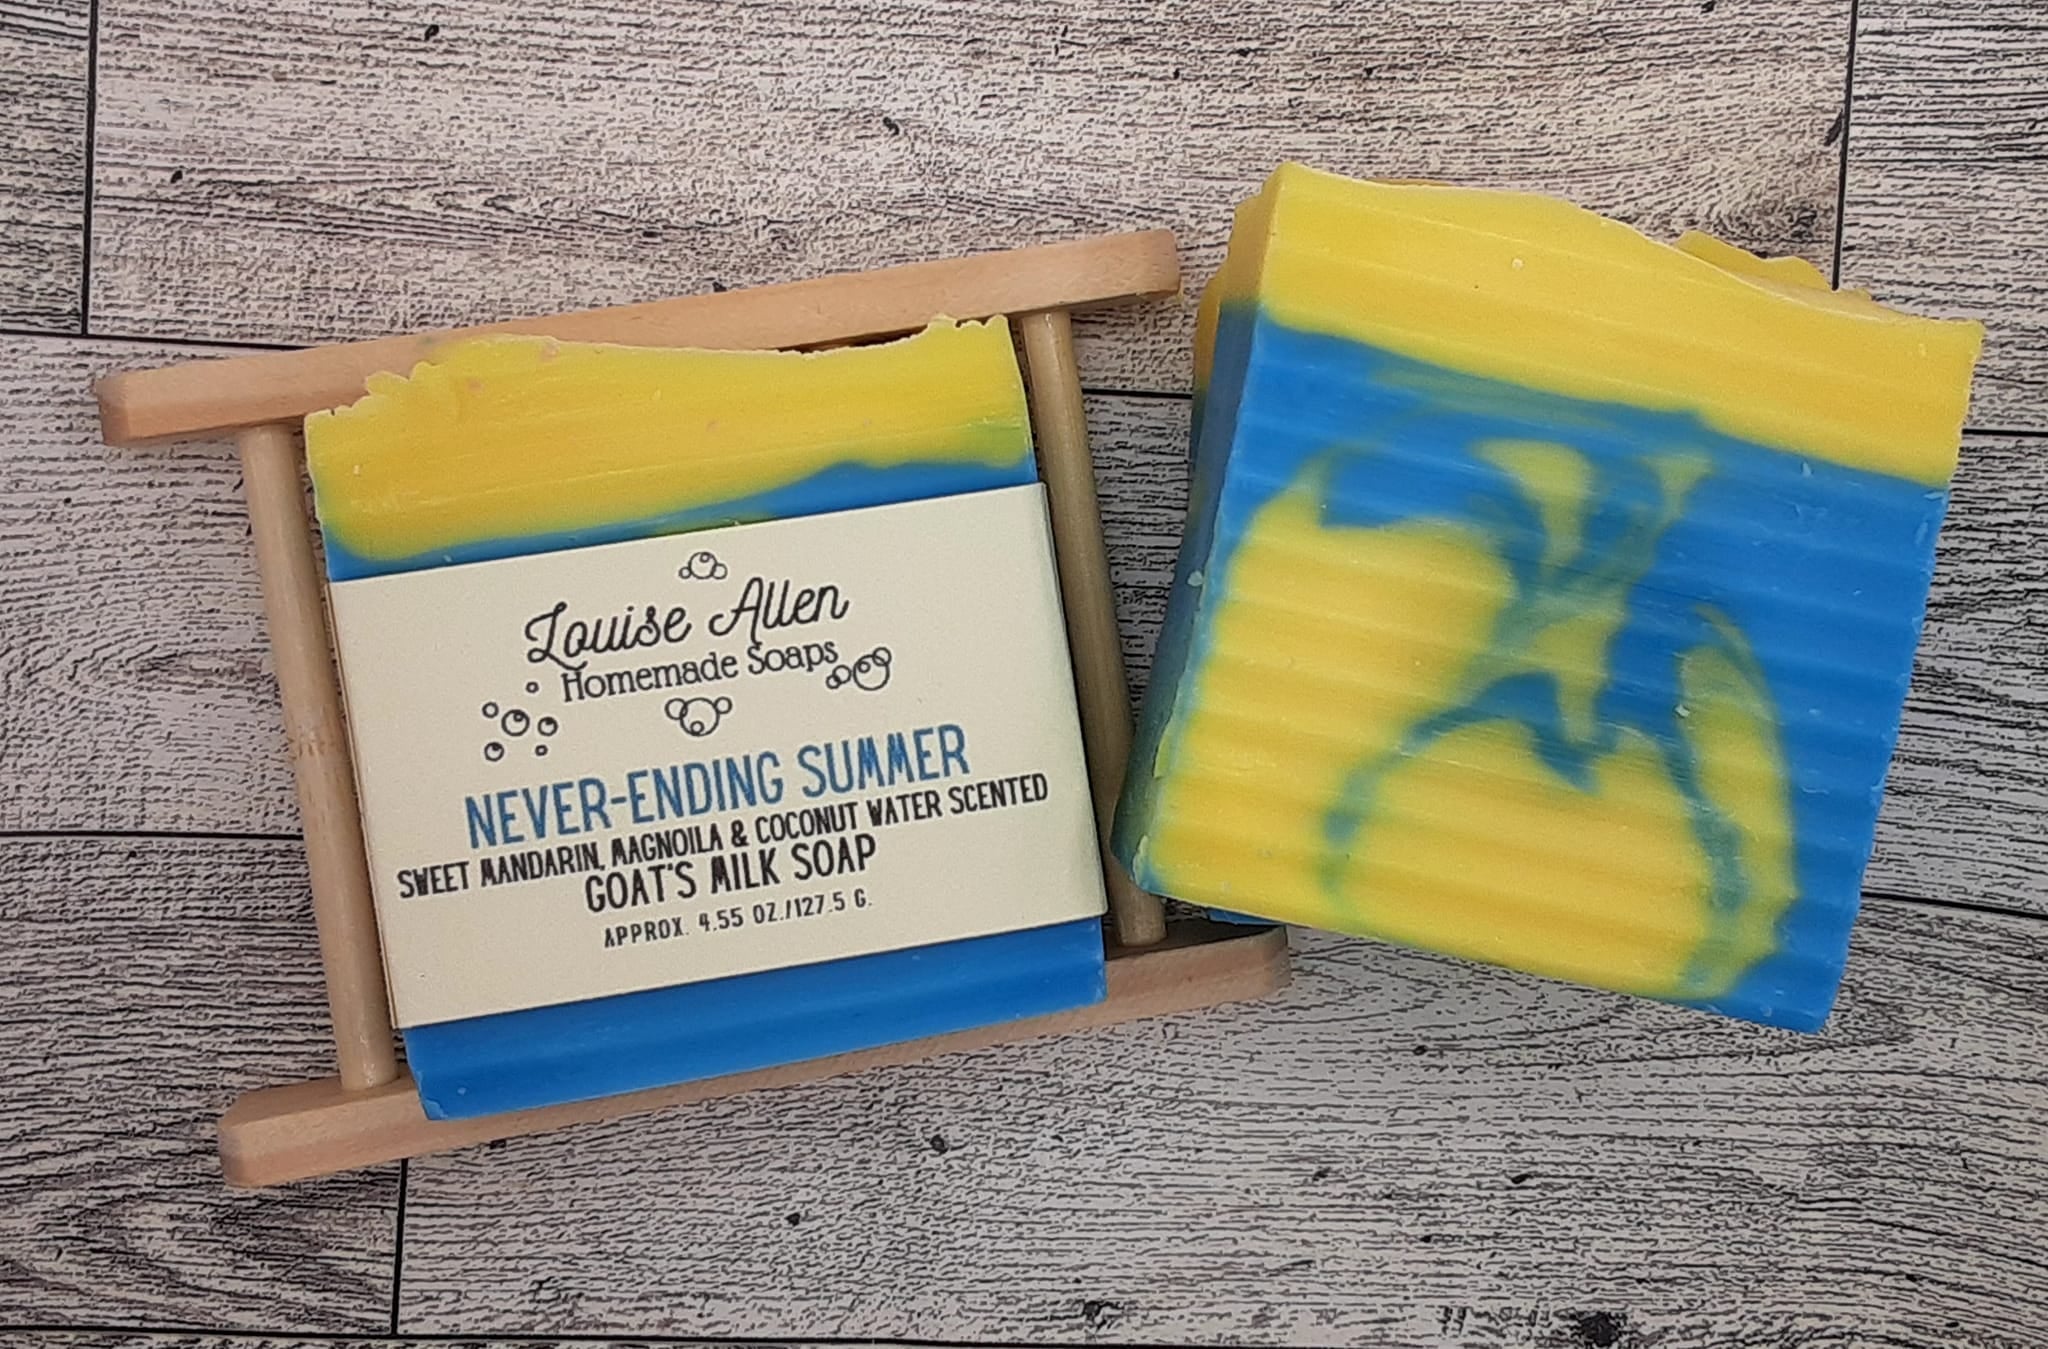 Louise Allen
Homemade Soaps
NEVER-ENDING SUMMER
SWEET MANDARIN, MAGNOILA & COCONUT WATER SCENTED
GOAT'S MILK SOAP
APPROX. 4.55 OZ./127.5 G.